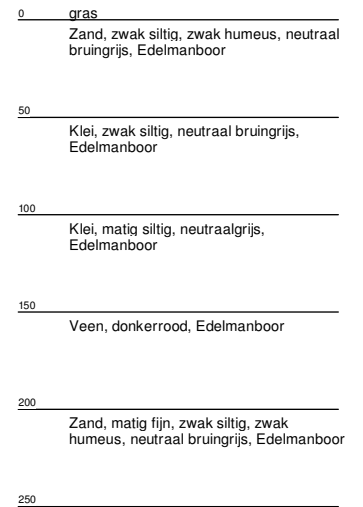 0 gras
Zand, zwak siltig, zwak humeus, neutraal
bruingrijs, Edelmanboor
50
Klei, zwak siltig, neutraal bruingrijs,
Edelmanboor
100
Klei, matig siltig, neutraalgrijs,
Edelmanboor
150
Veen, donkerrood, Edelmanboor
200
Zand, matig fijn, zwak siltig, zwak
humeus, neutraal bruingrijs, Edelmanboor
250